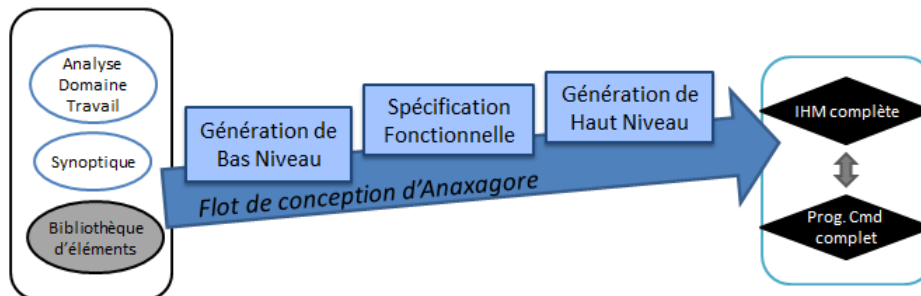 Analyse
Domaine
Travail
Synoptique
Bibliothèque
d'éléments
Génération de
Bas Niveau
Spécification
Fonctionnelle
Génération de
Haut Niveau
Flot de conception d'Anaxagore
IHM complète
Prog. Cmd
complet